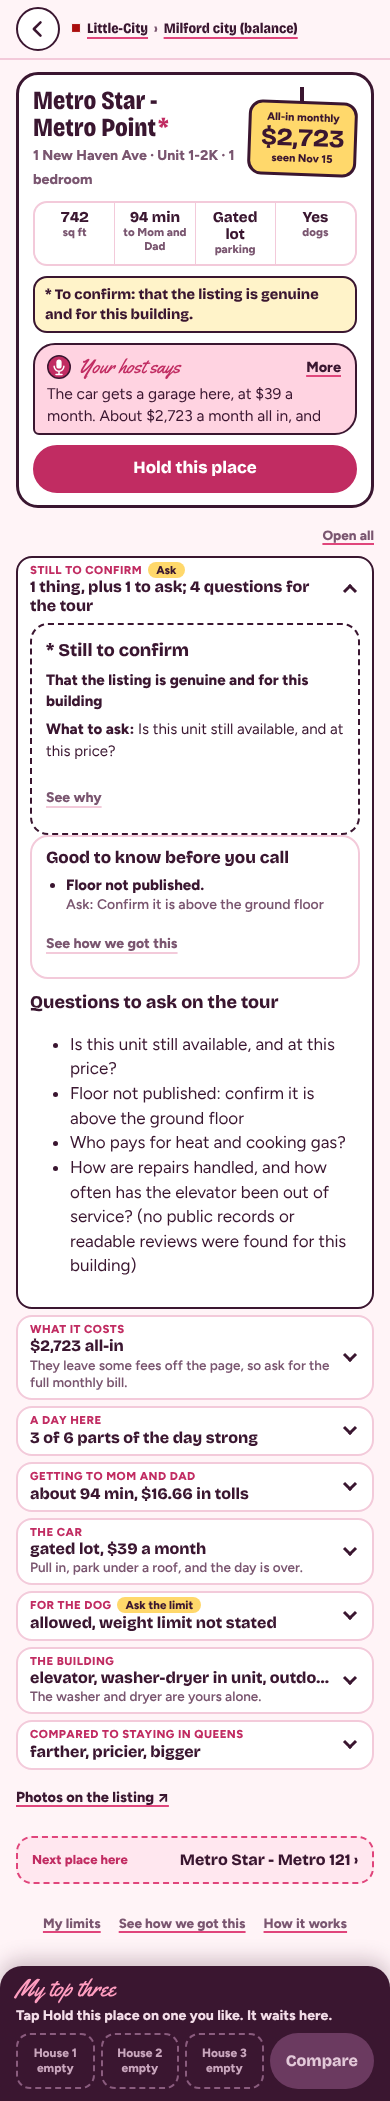 Little-City › Milford city (balance)
Metro Star -
Metro Point*
1 New Haven Ave · Unit 1-2K · 1
bedroom
All-in monthly
$2,723
seen Nov 15
742
sq ft
94 min
to Mom and
Dad
Gated
lot
parking
Yes
dogs
* To confirm: that the listing is genuine
and for this building.
Your host says
More
The car gets a garage here, at $39 a
month. About $2,723 a month all in, and
Hold this place
Open all
STILL TO CONFIRM Ask
1 thing, plus 1 to ask; 4 questions for
the tour
* Still to confirm
That the listing is genuine and for this
building
What to ask: Is this unit still available, and at
this price?
See why
Good to know before you call
• Floor not published.
Ask: Confirm it is above the ground floor
See how we got this
Questions to ask on the tour
• Is this unit still available, and at this
price?
• Floor not published: confirm it is
above the ground floor
• Who pays for heat and cooking gas?
• How are repairs handled, and how
often has the elevator been out of
service? (no public records or
readable reviews were found for this
building)
WHAT IT COSTS
$2,723 all-in
They leave some fees off the page, so ask for the
full monthly bill.
A DAY HERE
3 of 6 parts of the day strong
GETTING TO MOM AND DAD
about 94 min, $16.66 in tolls
THE CAR
gated lot, $39 a month
Pull in, park under a roof, and the day is over.
FOR THE DOG Ask the limit
allowed, weight limit not stated
THE BUILDING
elevator, washer-dryer in unit, outdo...
The washer and dryer are yours alone.
COMPARED TO STAYING IN QUEENS
farther, pricier, bigger
Photos on the listing ↗
Next place here Metro Star - Metro 121 ›
My limits See how we got this How it works
My top three
Tap Hold this place on one you like. It waits here.
House 1
empty
House 2
empty
House 3
empty
Compare